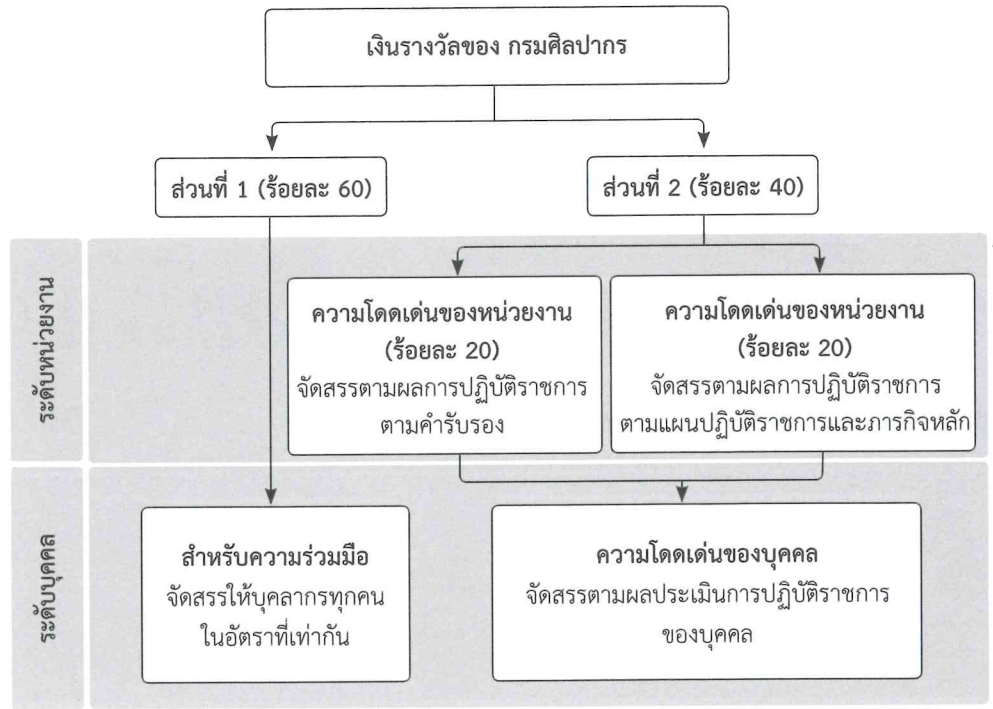 เงินรางวัลของ กรมศิลปากร
ส่วนที่ 1 (ร้อยละ 60)
ส่วนที่ 2 (ร้อยละ 40)
ระดับหน่วยงาน
ความโดดเด่นของหน่วยงาน
(ร้อยละ 20)
จัดสรรตามผลการปฏิบัติราชการ
ตามคำรับรอง
ความโดดเด่นของหน่วยงาน
(ร้อยละ 20)
จัดสรรตามผลการปฏิบัติราชการ
ตามแผนปฏิบัติราชการและภารกิจหลัก
ระดับบุคคล
สำหรับความร่วมมือ
จัดสรรให้บุคลากรทุกคน
ในอัตราที่เท่ากัน
ความโดดเด่นของบุคคล
จัดสรรตามผลประเมินการปฏิบัติราชการ
ของบุคคล